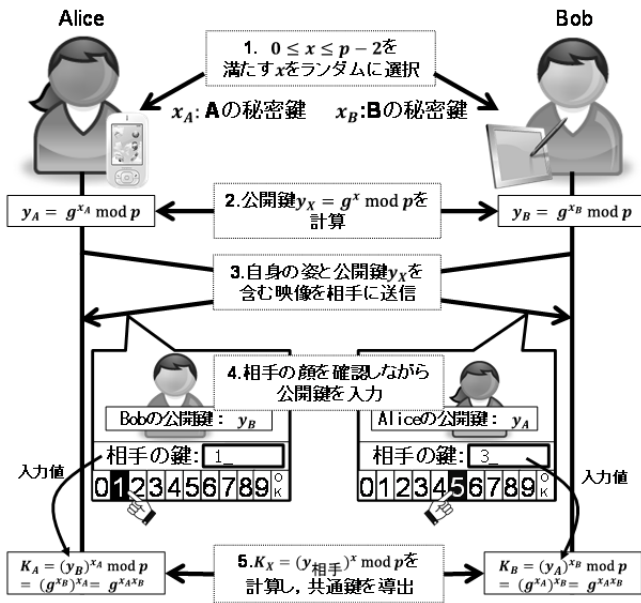 Alice
Bob
1. 0 ≤ x ≤ p − 2を
満たすxをランダムに選択
x_A: Aの秘密鍵
x_B:Bの秘密鍵
y_A = g^{x_A} mod p
2.公開鍵y_X = g^x mod pを
計算
y_B = g^{x_B} mod p
3.自身の姿と公開鍵y_Xを
含む映像を相手に送信
4.相手の顔を確認しながら
公開鍵を入力
Bobの公開鍵: y_B
Aliceの公開鍵: y_A
相手の鍵: 1_
相手の鍵: 3_
0123456789OK
0123456789OK
入力値
入力値
K_A = (y_B)^{x_A} mod p
= (g^{x_B})^{x_A}= g^{x_A x_B}
5.K_X = (y_相手)^x mod pを
計算し,共通鍵を導出
K_B = (y_A)^{x_B} mod p
= (g^{x_A})^{x_B}= g^{x_A x_B}